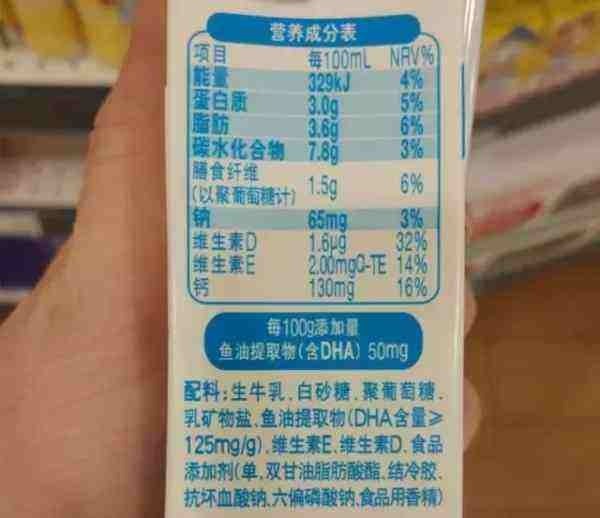 营养成分表
项目 每100mL NRV%
能量 329kJ 4%
蛋白质 3.0g 5%
脂肪 3.6g 6%
碳水化合物 7.8g 3%
膳食纤维
(以聚葡萄糖计) 1.5g 6%
钠 65mg 3%
维生素D 1.6μg 32%
维生素E 2.00mgα-TE 14%
钙 130mg 16%
每100g添加量
鱼油提取物(含DHA) 50mg
配料:生牛乳、白砂糖、聚葡萄糖、
乳矿物盐、鱼油提取物(DHA含量≥
125mg/g)、维生素E、维生素D、食品
添加剂(单,双甘油脂肪酸酯、结冷胶、
抗坏血酸钠、六偏磷酸钠、食品用香精)